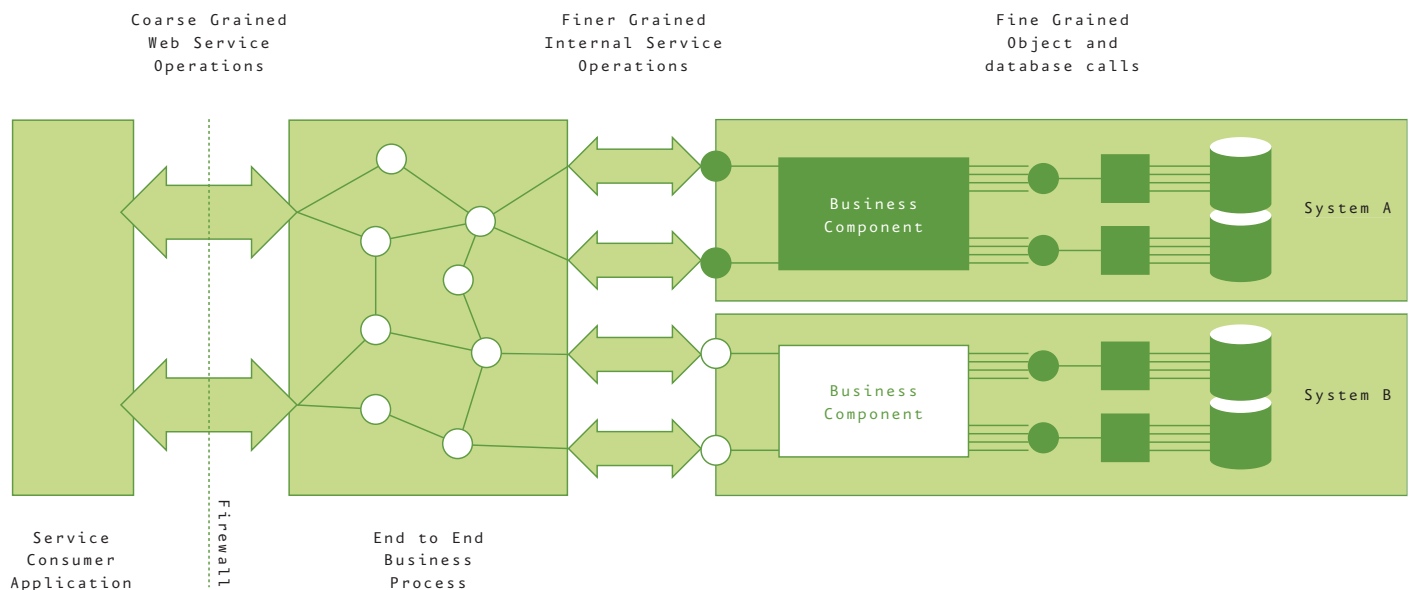 Coarse Grained
Web Service
Operations
Finer Grained
Internal Service
Operations
Fine Grained
Object and
database calls
Business
Component
System A
Business
Component
System B
Firewall
Service
Consumer
Application
End to End
Business
Process